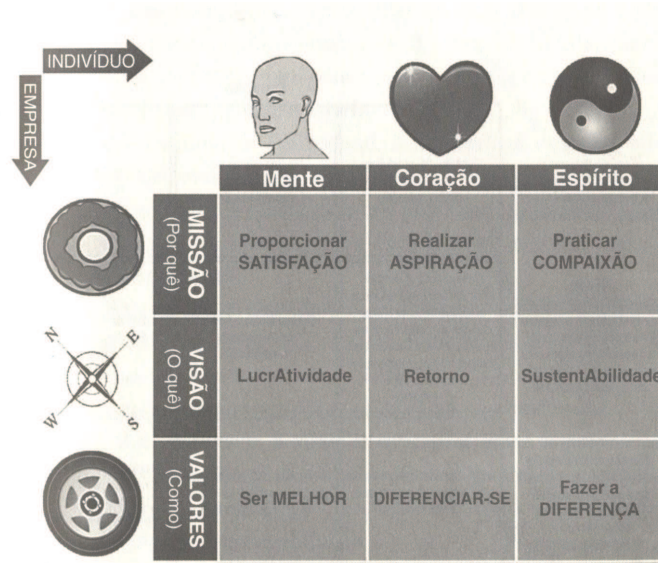 INDIVÍDUO
EMPRESA
Mente
Coração
Espírito
MISSÃO
(Por quê)
Proporcionar
SATISFAÇÃO
Realizar
ASPIRAÇÃO
Praticar
COMPAIXÃO
N
E
W
S
VISÃO
(O quê)
LucrAtividade
Retorno
SustentAbilidade
VALORES
(Como)
Ser MELHOR
DIFERENCIAR-SE
Fazer a
DIFERENÇA